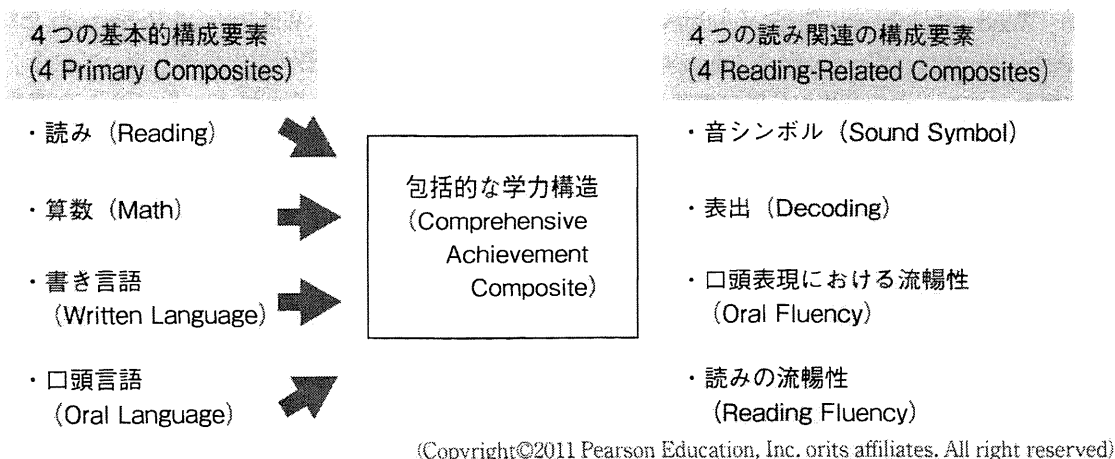 4つの基本的構成要素
(4 Primary Composites)
・読み (Reading)
・算数 (Math)
・書き言語
(Written Language)
・口頭言語
(Oral Language)
包括的な学力構造
(Comprehensive
Achievement
Composite)
4つの読み関連の構成要素
(4 Reading-Related Composites)
・音シンボル (Sound Symbol)
・表出 (Decoding)
・口頭表現における流暢性
(Oral Fluency)
・読みの流暢性
(Reading Fluency)
(Copyright©2011 Pearson Education, Inc. orits affiliates. All right reserved)